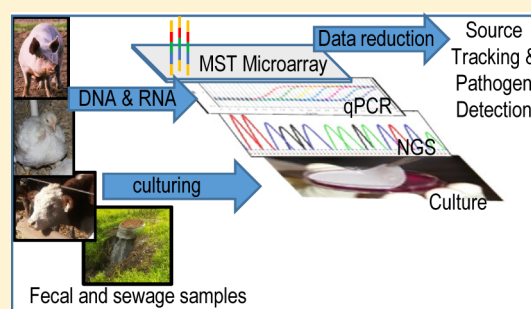 Data reduction
Source
Tracking &
Pathogen
Detection
MST Microarray
DNA & RNA
qPCR
NGS
culturing
Culture
Fecal and sewage samples